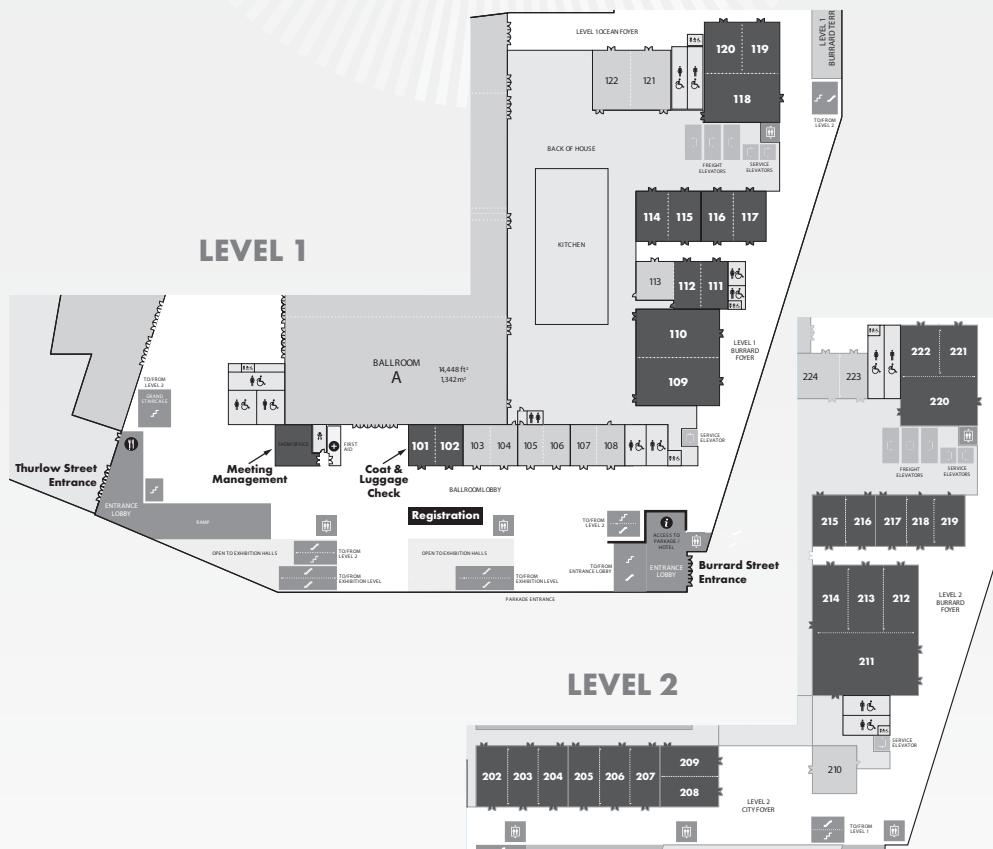 LEVEL 1 OCEAN FOYER
120
119
118
122
121
LEVEL 1
BURRARD TERR
TO/FROM
LEVEL 2
BACK OF HOUSE
FREIGHT
ELEVATORS
SERVICE
ELEVATORS
114
115
116
117
KITCHEN
113
112
111
110
109
LEVEL 1
BURRARD
FOYER
LEVEL 1
BALLROOM
A
14,448 ft²
1,342m²
TO/FROM
LEVEL 2
GRAND
STAIRCASE
SHOW OFFICE
FIRST
AID
101
102
103
104
105
106
107
108
SERVICE
ELEVATOR
Thurlow Street
Entrance
Meeting
Management
Coat &
Luggage
Check
BALLROOM LOBBY
Registration
ENTRANCE
LOBBY
RAMP
OPEN TO EXHIBITION HALLS
TO/FROM
LEVEL 2
TO/FROM
EXHIBITION LEVEL
OPEN TO EXHIBITION HALLS
TO/FROM
EXHIBITION LEVEL
TO/FROM
LEVEL 2
TO/FROM
ENTRANCE LOBBY
i
ACCESS TO
PARKADE /
HOTEL
ENTRANCE
LOBBY
Burrard Street
Entrance
PARKADE ENTRANCE
224
223
222
221
220
FREIGHT
ELEVATORS
SERVICE
ELEVATORS
215
216
217
218
219
214
213
212
211
LEVEL 2
BURRARD
FOYER
LEVEL 2
SERVICE
ELEVATOR
202
203
204
205
206
207
209
208
210
LEVEL 2
CITY FOYER
TO/FROM
LEVEL 1